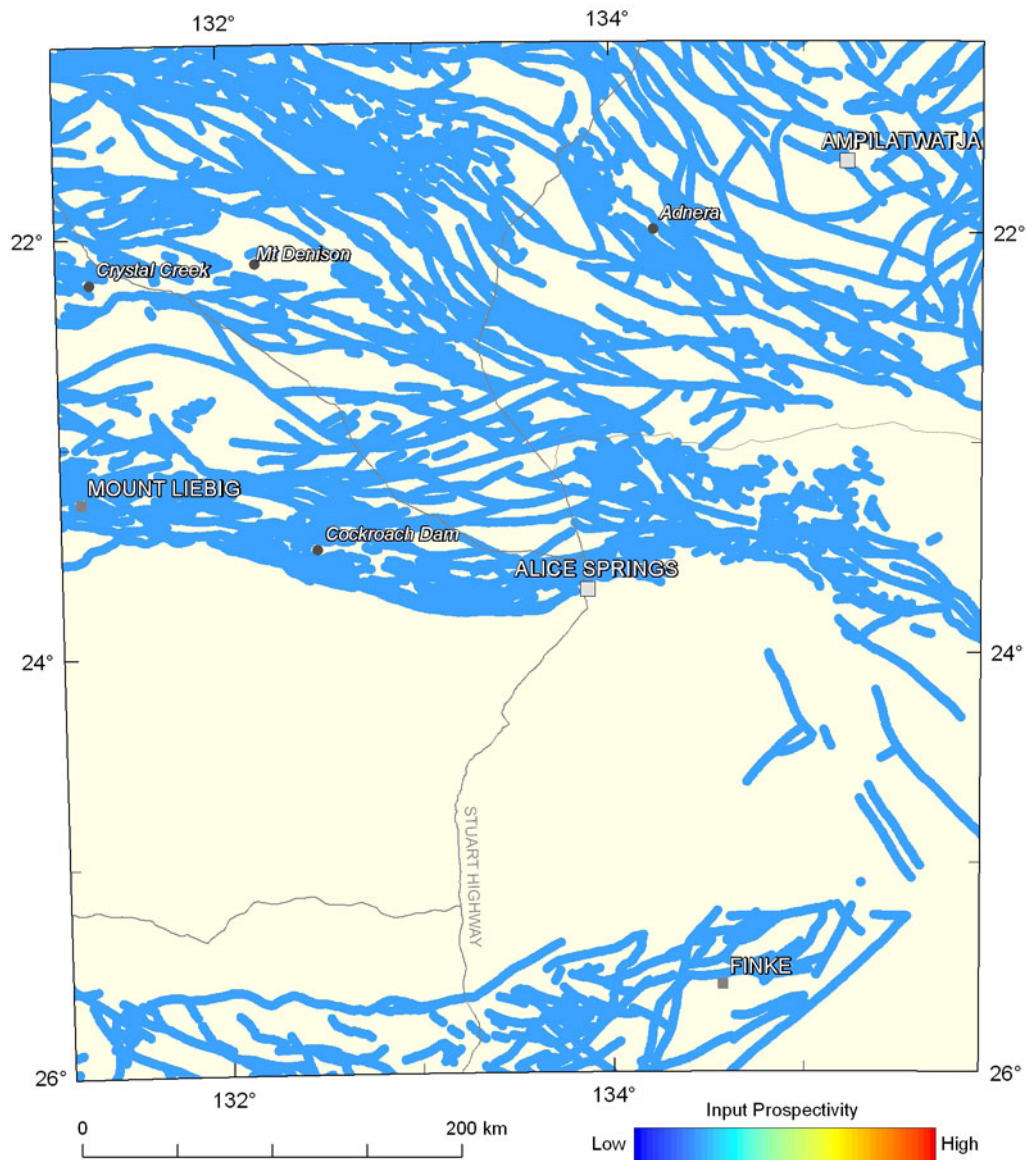 132°
134°
AMPILATWATJA
Adnera
22°
22°
Mt Denison
Crystal Creek
MOUNT LIEBIG
Cockroach Dam
ALICE SPRINGS
24°
24°
STUART HIGHWAY
FINKE
26°
26°
132°
134°
0
200 km
Input Prospectivity
Low
High